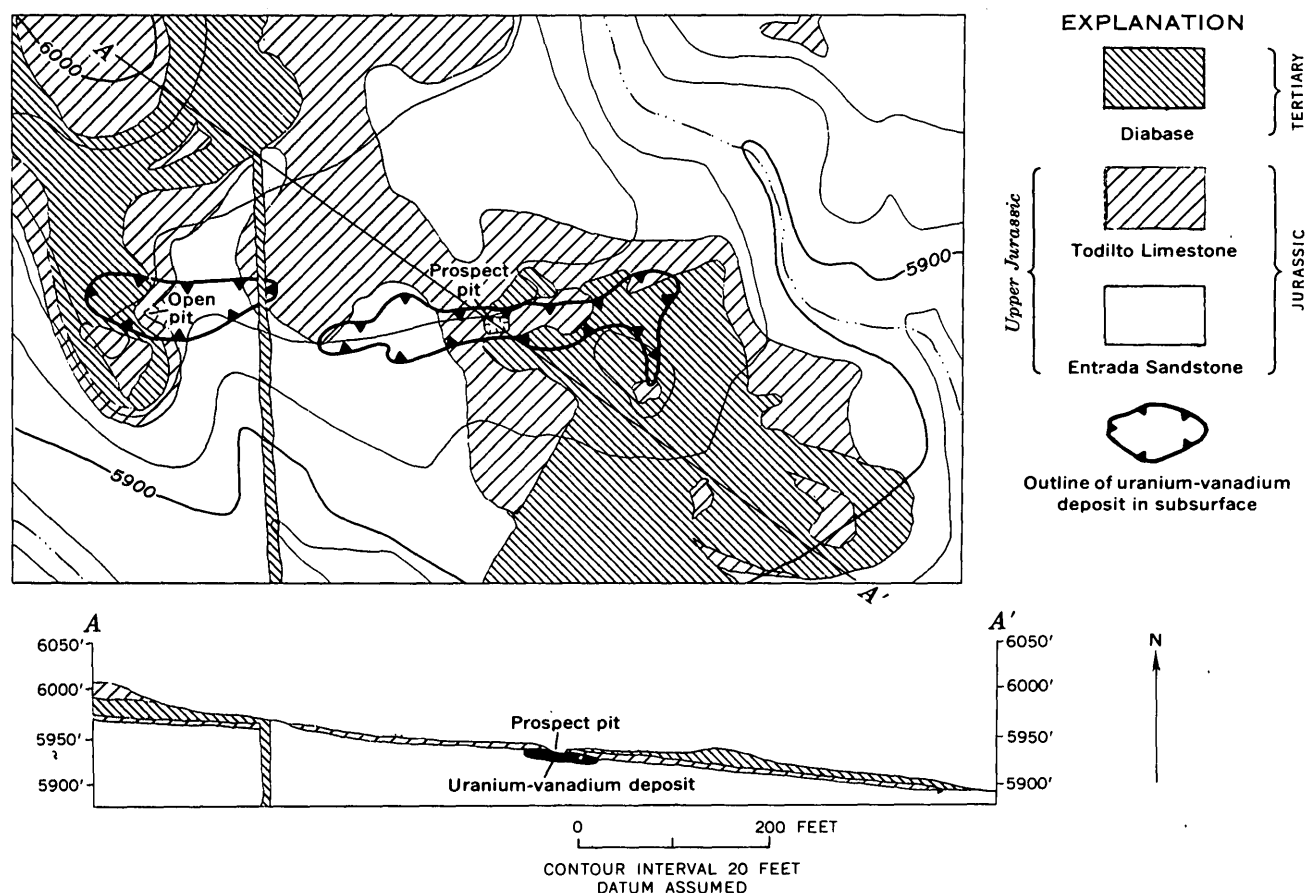 A
6000
Prospect
pit
Open
pit
5900
5900
A'
EXPLANATION
Diabase
TERTIARY
Todilto Limestone
Entrada Sandstone
Upper Jurassic
JURASSIC
Outline of uranium-vanadium
deposit in subsurface
A
A'
6050'
6000'
5950'
5900'
6050'
6000'
5950'
5900'
Prospect pit
Uranium-vanadium deposit
N
0 200 FEET
CONTOUR INTERVAL 20 FEET
DATUM ASSUMED